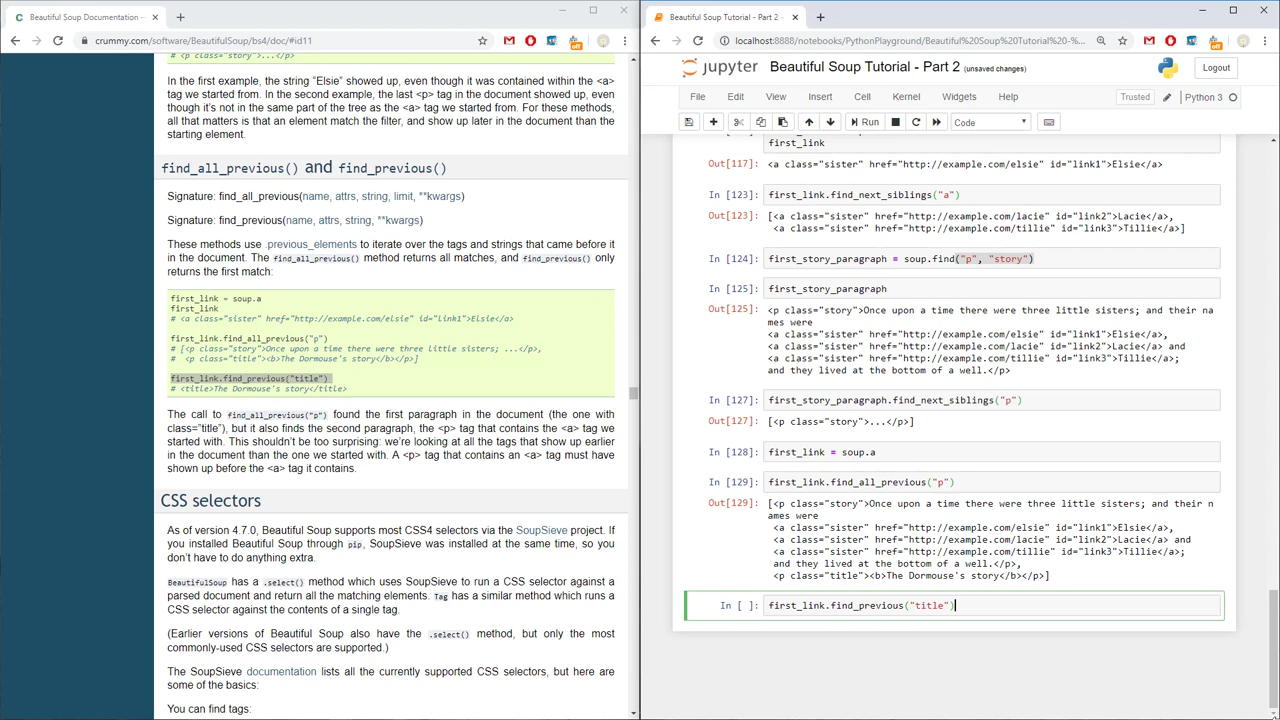 Beautiful Soup Documentation —
crummy.com/software/BeautifulSoup/bs4/doc/#id11
# <p class="story">...</p>
In the first example, the string “Elsie” showed up, even though it was contained within the <a>
tag we started from. In the second example, the last <p> tag in the document showed up, even
though it’s not in the same part of the tree as the <a> tag we started from. For these methods,
all that matters is that an element match the filter, and show up later in the document than the
starting element.
find_all_previous() and find_previous()
Signature: find_all_previous(name, attrs, string, limit, **kwargs)
Signature: find_previous(name, attrs, string, **kwargs)
These methods use .previous_elements to iterate over the tags and strings that came before it
in the document. The find_all_previous() method returns all matches, and find_previous() only
returns the first match:
first_link = soup.a
first_link
# <a class="sister" href="http://example.com/elsie" id="link1">Elsie</a>
first_link.find_all_previous("p")
# [<p class="story">Once upon a time there were three little sisters; ...</p>,
#  <p class="title"><b>The Dormouse's story</b></p>]
first_link.find_previous("title")
# <title>The Dormouse's story</title>
The call to find_all_previous("p") found the first paragraph in the document (the one with
class=”title”), but it also finds the second paragraph, the <p> tag that contains the <a> tag we
started with. This shouldn’t be too surprising: we’re looking at all the tags that show up earlier
in the document than the one we started with. A <p> tag that contains an <a> tag must have
shown up before the <a> tag it contains.
CSS selectors
As of version 4.7.0, Beautiful Soup supports most CSS4 selectors via the SoupSieve project. If
you installed Beautiful Soup through pip, SoupSieve was installed at the same time, so you
don’t have to do anything extra.
BeautifulSoup has a .select() method which uses SoupSieve to run a CSS selector against a
parsed document and return all the matching elements. Tag has a similar method which runs a
CSS selector against the contents of a single tag.
(Earlier versions of Beautiful Soup also have the .select() method, but only the most
commonly-used CSS selectors are supported.)
The SoupSieve documentation lists all the currently supported CSS selectors, but here are
some of the basics:
You can find tags:
Beautiful Soup Tutorial - Part 2 -
localhost:8888/notebooks/PythonPlayground/Beautiful%20Soup%20Tutorial%20-%...
jupyter Beautiful Soup Tutorial - Part 2 (unsaved changes)
Logout
File Edit View Insert Cell Kernel Widgets Help
Trusted Python 3
Run Code
first_link
Out[117]: <a class="sister" href="http://example.com/elsie" id="link1">Elsie</a>
In [123]: first_link.find_next_siblings("a")
Out[123]: [<a class="sister" href="http://example.com/lacie" id="link2">Lacie</a>,
<a class="sister" href="http://example.com/tillie" id="link3">Tillie</a>]
In [124]: first_story_paragraph = soup.find("p", "story")
In [125]: first_story_paragraph
Out[125]: <p class="story">Once upon a time there were three little sisters; and their na
mes were
<a class="sister" href="http://example.com/elsie" id="link1">Elsie</a>,
<a class="sister" href="http://example.com/lacie" id="link2">Lacie</a> and
<a class="sister" href="http://example.com/tillie" id="link3">Tillie</a>;
and they lived at the bottom of a well.</p>
In [127]: first_story_paragraph.find_next_siblings("p")
Out[127]: [<p class="story">...</p>]
In [128]: first_link = soup.a
In [129]: first_link.find_all_previous("p")
Out[129]: [<p class="story">Once upon a time there were three little sisters; and their n
ames were
<a class="sister" href="http://example.com/elsie" id="link1">Elsie</a>,
<a class="sister" href="http://example.com/lacie" id="link2">Lacie</a> and
<a class="sister" href="http://example.com/tillie" id="link3">Tillie</a>;
and they lived at the bottom of a well.</p>,
<p class="title"><b>The Dormouse's story</b></p>]
In [ ]: first_link.find_previous("title")